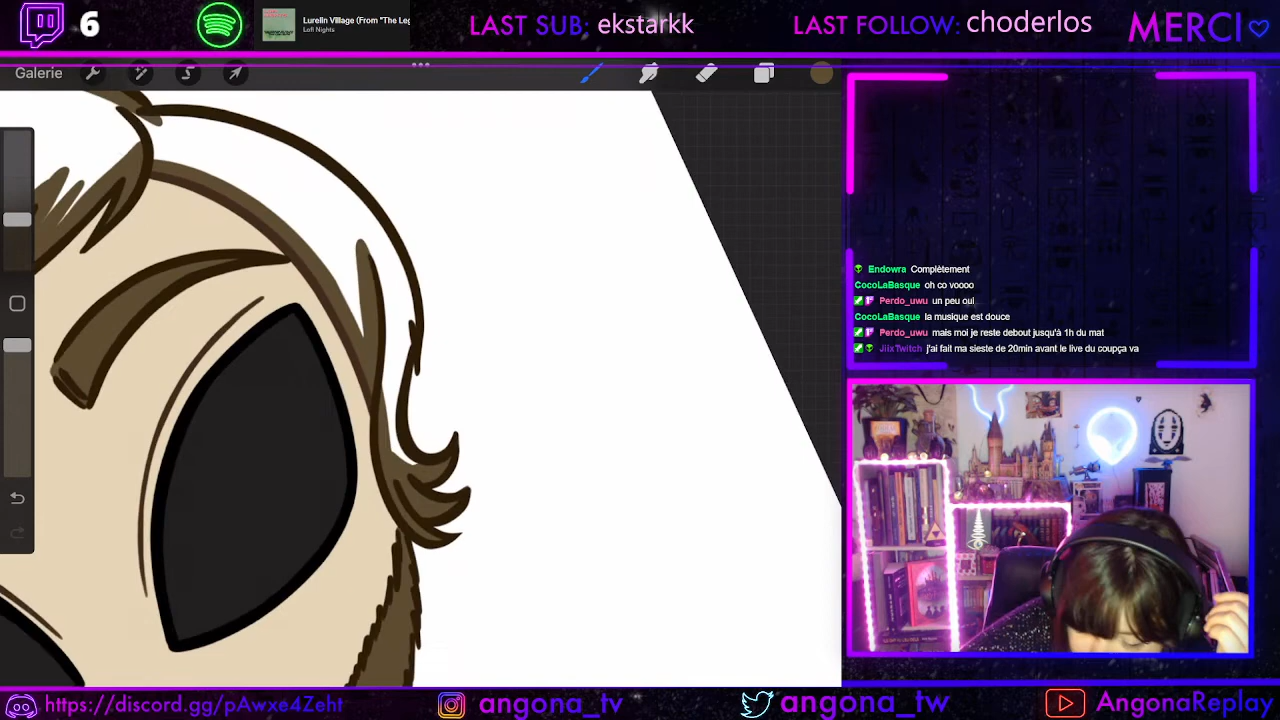 6
Lurelin Village (From "The Leg
Lofi Nights
LAST SUB: ekstarkk
LAST FOLLOW: choderlos
MERCI
Galerie
Endowra Complètement
CocoLaBasque oh co voooo
Perdo_uwu un peu oui
CocoLaBasque la musique est douce
Perdo_uwu mais moi je reste debout jusqu'à 1h du mat
JiixTwitch j'ai fait ma sieste de 20min avant le live du coupça va
https://discord.gg/pAwxe4Zeht
angona_tv
angona_tw
AngonaReplay